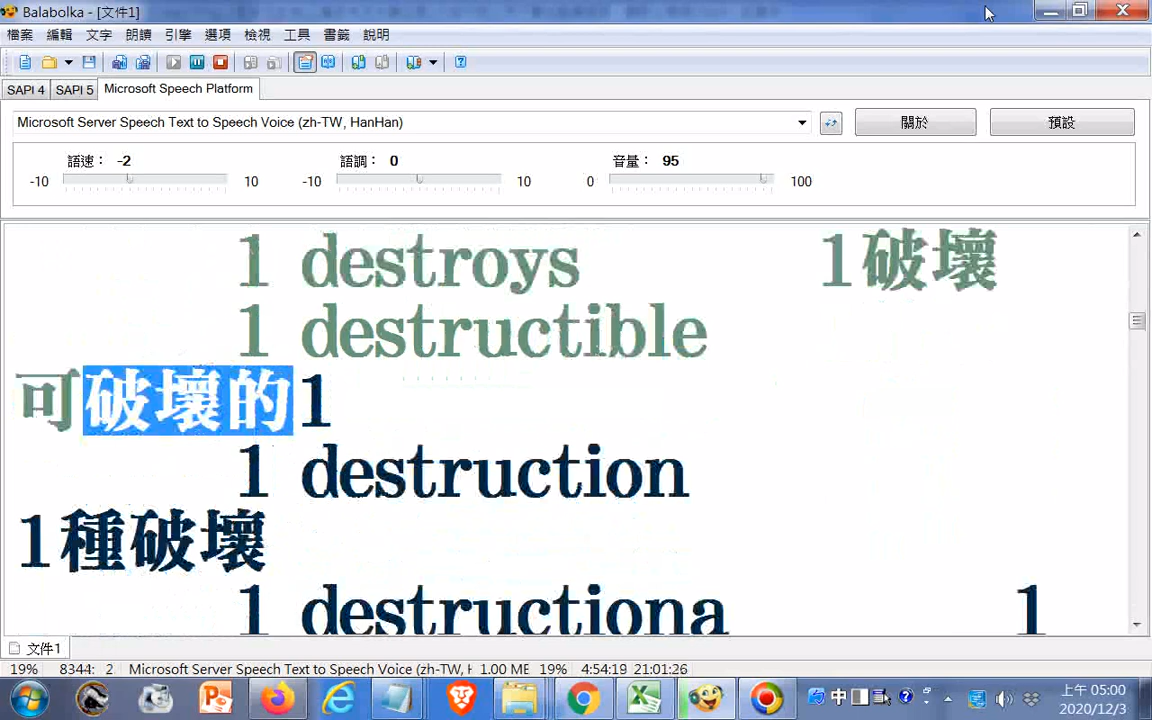 Balabolka - [文件1]
檔案 編輯 文字 朗讀 引擎 選項 檢視 工具 書籤 說明
SAPI 4 SAPI 5 Microsoft Speech Platform
Microsoft Server Speech Text to Speech Voice (zh-TW, HanHan) 關於 預設
語速： -2 語調： 0 音量： 95
-10 10 -10 10 0 100
1 destroys 1破壞
1 destructible
可破壞的1
1 destruction
1種破壞
1 destructiona 1
文件1
19% 8344: 2 Microsoft Server Speech Text to Speech Voice (zh-TW, H 1.00 ME 19% 4:54:19 21:01:26
中 上午 05:00
2020/12/3